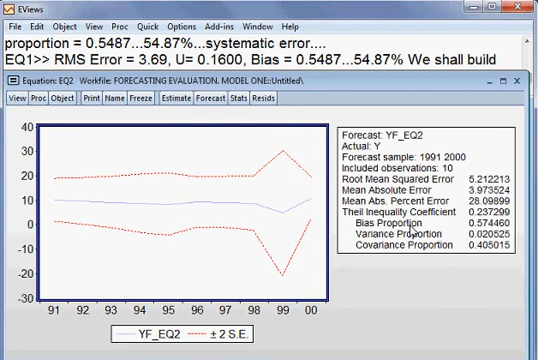 EViews
File Edit Object View Proc Quick Options Add-ins Window Help
proportion = 0.5487...54.87%...systematic error....
EQ1>> RMS Error = 3.69, U= 0.1600, Bias = 0.5487=54.87% We shall build
Equation: EQ2 Workfile: FORECASTING EVALUATION. MODEL ONE::Untitled\
View Proc Object Print Name Freeze Estimate Forecast Stats Resids
40
30
20
10
0
-10
-20
-30
91 92 93 94 95 96 97 98 99 00
YF_EQ2 ± 2 S.E.
Forecast: YF_EQ2
Actual: Y
Forecast sample: 1991 2000
Included observations: 10
Root Mean Squared Error 5.212213
Mean Absolute Error 3.973524
Mean Abs. Percent Error 28.09899
Theil Inequality Coefficient 0.237299
Bias Proportion 0.574460
Variance Proportion 0.020525
Covariance Proportion 0.405015